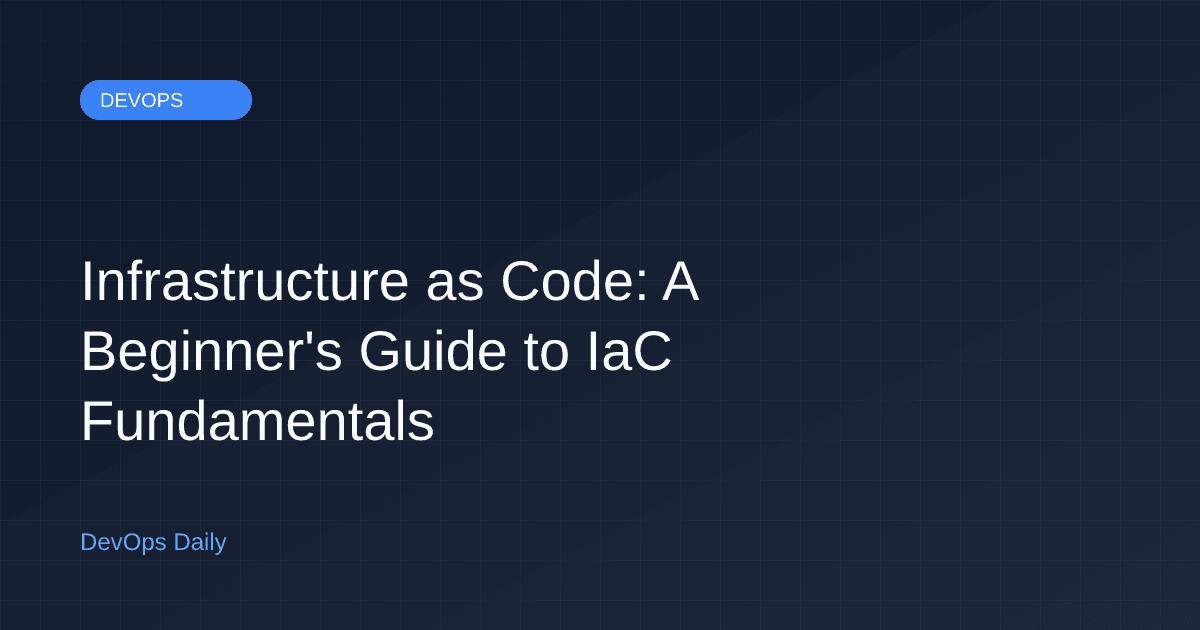 DEVOPS
Infrastructure as Code: A
Beginner's Guide to IaC
Fundamentals
DevOps Daily